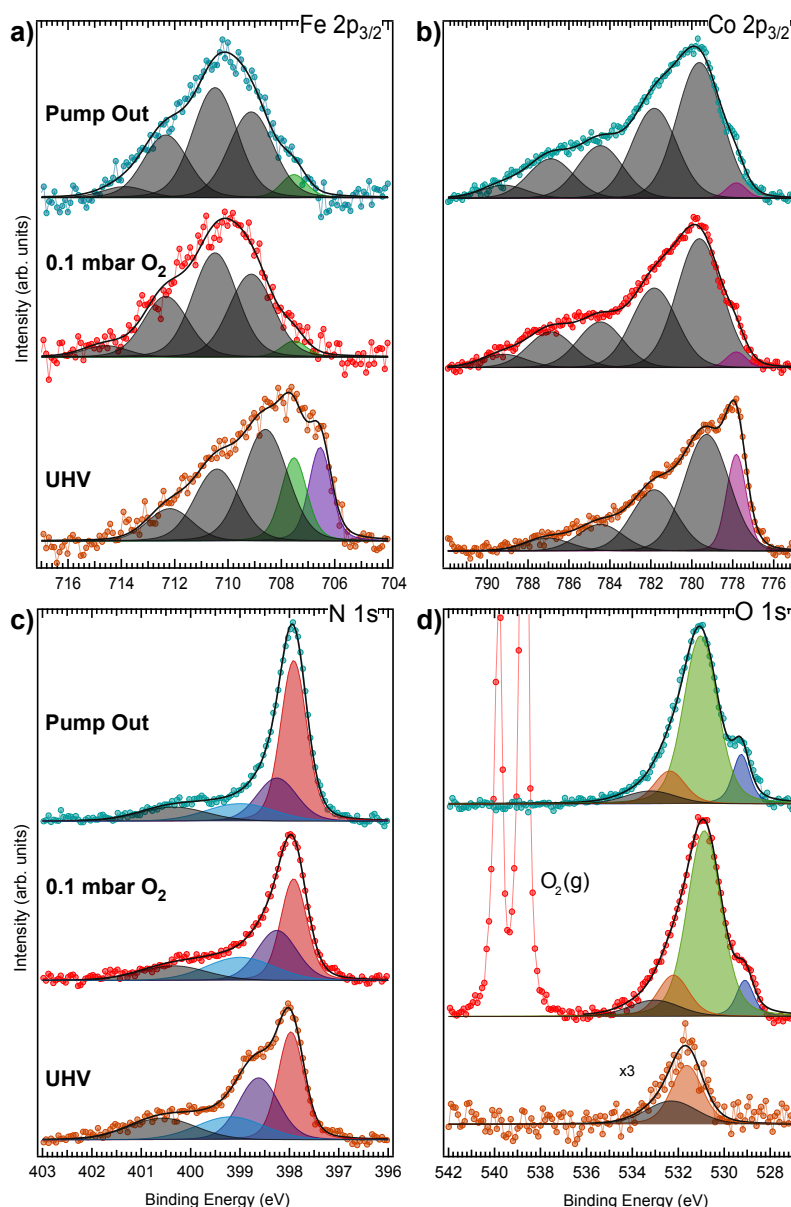 a) Fe 2p3/2
Pump Out
0.1 mbar O2
UHV
Intensity (arb. units)
716 714 712 710 708 706 704
b) Co 2p3/2
790 788 786 784 782 780 778 776
c) N 1s
Pump Out
0.1 mbar O2
UHV
Intensity (arb. units)
403 402 401 400 399 398 397 396
Binding Energy (eV)
d) O 1s
O2(g)
x3
542 540 538 536 534 532 530 528
Binding Energy (eV)